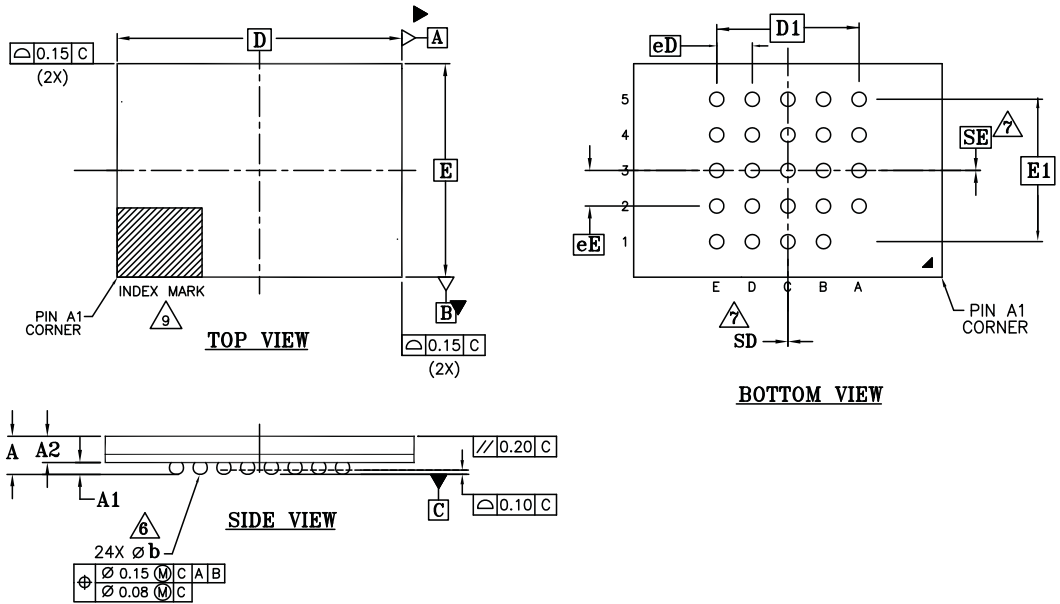 D
A
⌓ 0.15 C
(2X)
E
INDEX MARK
9
PIN A1
CORNER
B
TOP VIEW
⌓ 0.15 C
(2X)
D1
eD
5
4
3
2
1
7
SE
E1
eE
E D C B A
7
SD
PIN A1
CORNER
BOTTOM VIEW
A
A2
A1
// 0.20 C
C
⌓ 0.10 C
SIDE VIEW
6
24X Ø b
⌖ Ø 0.15 Ⓜ C A B
Ø 0.08 Ⓜ C